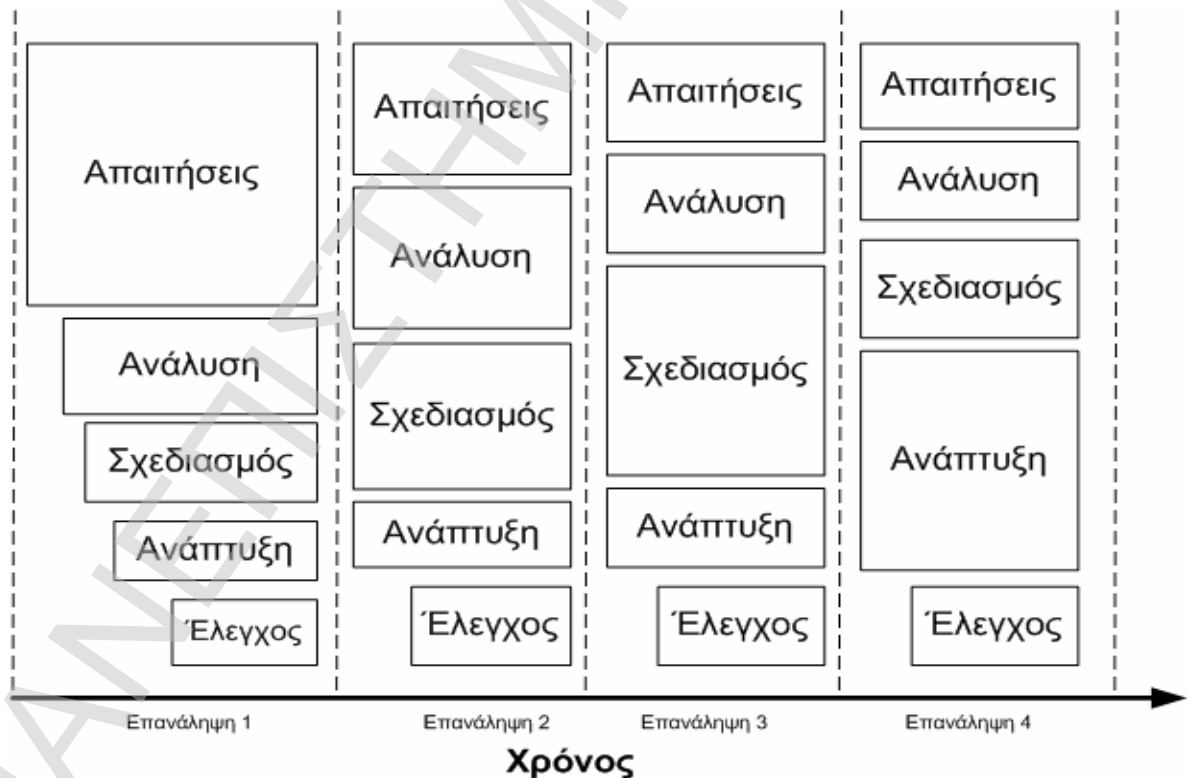 Απαιτήσεις
Ανάλυση
Σχεδιασμός
Ανάπτυξη
Έλεγχος
Απαιτήσεις
Ανάλυση
Σχεδιασμός
Ανάπτυξη
Έλεγχος
Απαιτήσεις
Ανάλυση
Σχεδιασμός
Ανάπτυξη
Έλεγχος
Απαιτήσεις
Ανάλυση
Σχεδιασμός
Ανάπτυξη
Έλεγχος
Επανάληψη 1
Επανάληψη 2
Επανάληψη 3
Επανάληψη 4
Χρόνος